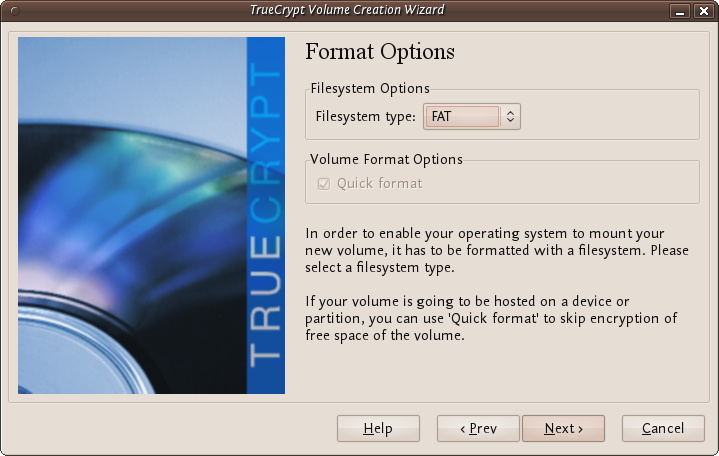 TrueCrypt Volume Creation Wizard
TRUECRYPT
Format Options
Filesystem Options
Filesystem type: FAT
Volume Format Options
Quick format
In order to enable your operating system to mount your
new volume, it has to be formatted with a filesystem. Please
select a filesystem type.
If your volume is going to be hosted on a device or
partition, you can use 'Quick format' to skip encryption of
free space of the volume.
Help
< Prev
Next >
Cancel